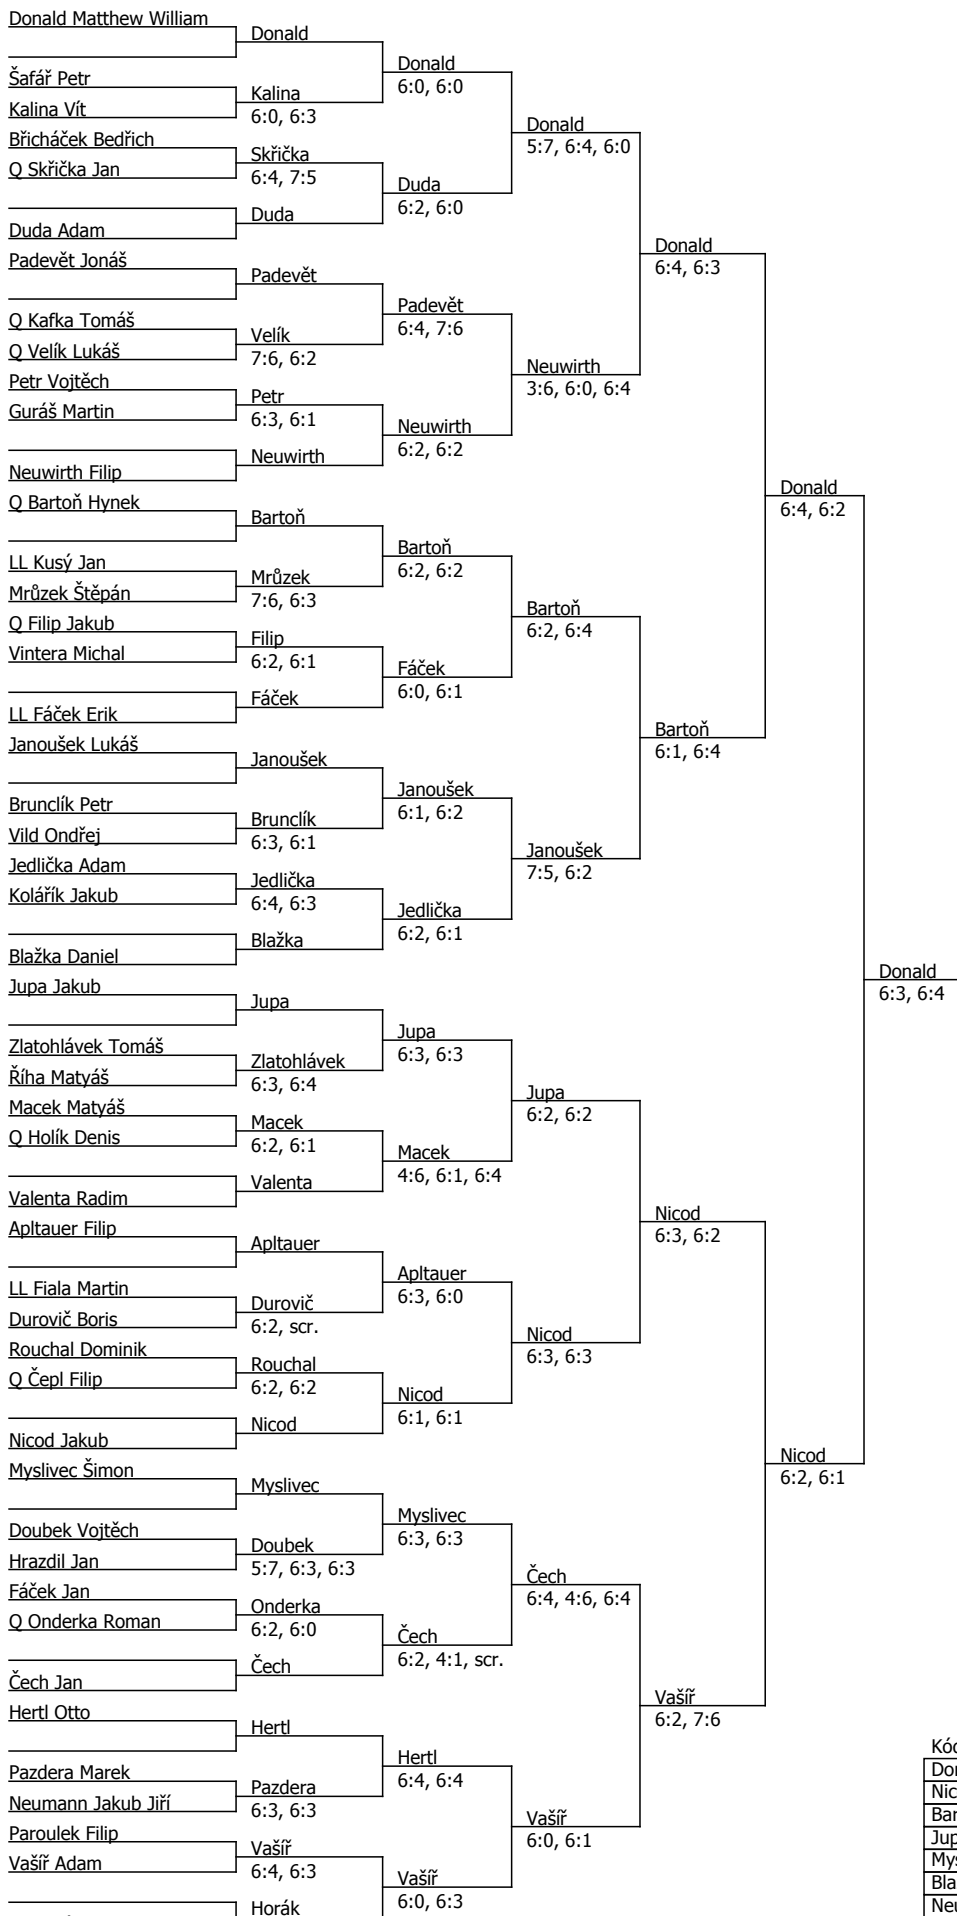 Donald Matthew William
Donald
Donald
Šafář Petr
6:0, 6:0
Kalina
Kalina Vít
6:0, 6:3
Donald
Břicháček Bedřich
5:7, 6:4, 6:0
Skřička
Q Skřička Jan
6:4, 7:5
Duda
6:2, 6:0
Duda
Duda Adam
Donald
Padevět Jonáš
6:4, 6:3
Padevět
Padevět
Q Kafka Tomáš
6:4, 7:6
Velík
Q Velík Lukáš
7:6, 6:2
Neuwirth
Petr Vojtěch
3:6, 6:0, 6:4
Petr
Guráš Martin
6:3, 6:1
Neuwirth
6:2, 6:2
Neuwirth
Neuwirth Filip
Donald
Q Bartoň Hynek
6:4, 6:2
Bartoň
Bartoň
LL Kusý Jan
6:2, 6:2
Mrůzek
Mrůzek Štěpán
7:6, 6:3
Bartoň
Q Filip Jakub
6:2, 6:4
Filip
Vintera Michal
6:2, 6:1
Fáček
6:0, 6:1
Fáček
LL Fáček Erik
Bartoň
Janoušek Lukáš
6:1, 6:4
Janoušek
Janoušek
Brunclík Petr
6:1, 6:2
Brunclík
Vild Ondřej
6:3, 6:1
Janoušek
Jedlička Adam
7:5, 6:2
Jedlička
Kolářík Jakub
6:4, 6:3
Jedlička
6:2, 6:1
Blažka
Blažka Daniel
Donald
Jupa Jakub
6:3, 6:4
Jupa
Jupa
Zlatohlávek Tomáš
6:3, 6:3
Zlatohlávek
Říha Matyáš
6:3, 6:4
Jupa
Macek Matyáš
6:2, 6:2
Macek
Q Holík Denis
6:2, 6:1
Macek
4:6, 6:1, 6:4
Valenta
Valenta Radim
Nicod
Apltauer Filip
6:3, 6:2
Apltauer
Apltauer
LL Fiala Martin
6:3, 6:0
Durovič
Durovič Boris
6:2, scr.
Nicod
Rouchal Dominik
6:3, 6:3
Rouchal
Q Čepl Filip
6:2, 6:2
Nicod
6:1, 6:1
Nicod
Nicod Jakub
Nicod
Myslivec Šimon
6:2, 6:1
Myslivec
Myslivec
Doubek Vojtěch
6:3, 6:3
Doubek
Hrazdil Jan
5:7, 6:3, 6:3
Čech
Fáček Jan
6:4, 4:6, 6:4
Onderka
Q Onderka Roman
6:2, 6:0
Čech
6:2, 4:1, scr.
Čech
Čech Jan
Vašíř
Hertl Otto
6:2, 7:6
Hertl
Hertl
Pazdera Marek
6:4, 6:4
Pazdera
Neumann Jakub Jiří
6:3, 6:3
Vašíř
Paroulek Filip
6:0, 6:1
Vašíř
Vašíř Adam
6:4, 6:3
Vašíř
6:0, 6:3
Horák